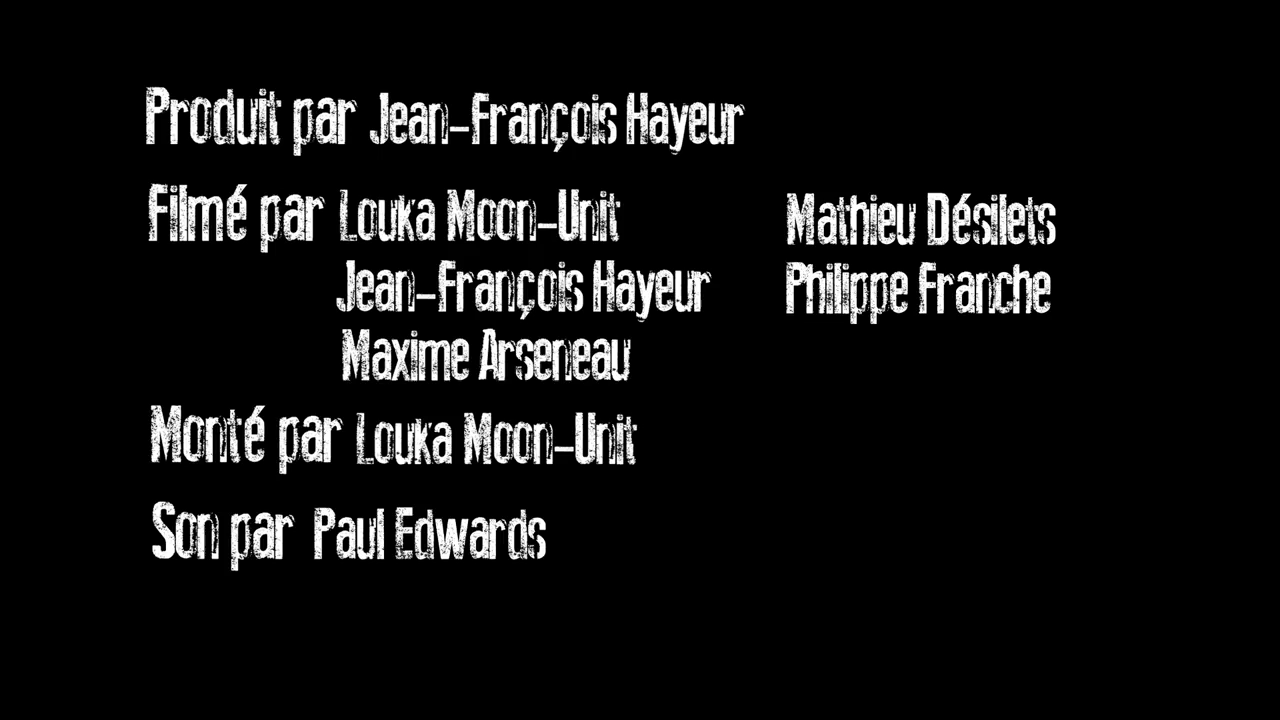 Produit par Jean-François Hayeur
Filmé par Louka Moon-Unit
Jean-François Hayeur
Maxime Arseneau
Mathieu Désilets
Philippe Franche
Monté par Louka Moon-Unit
Son par Paul Edwards